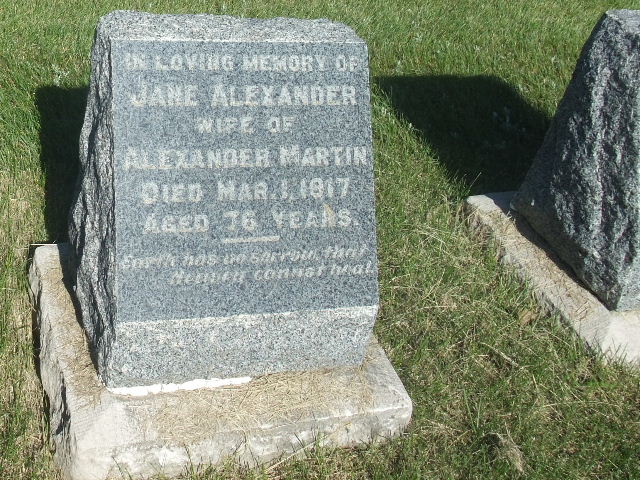 IN LOVING MEMORY OF
JANE ALEXANDER
WIFE OF
ALEXANDER MARTIN
DIED MAR. 1, 1917
AGED 76 YEARS.
Earth has no sorrow that
Heaven cannot heal